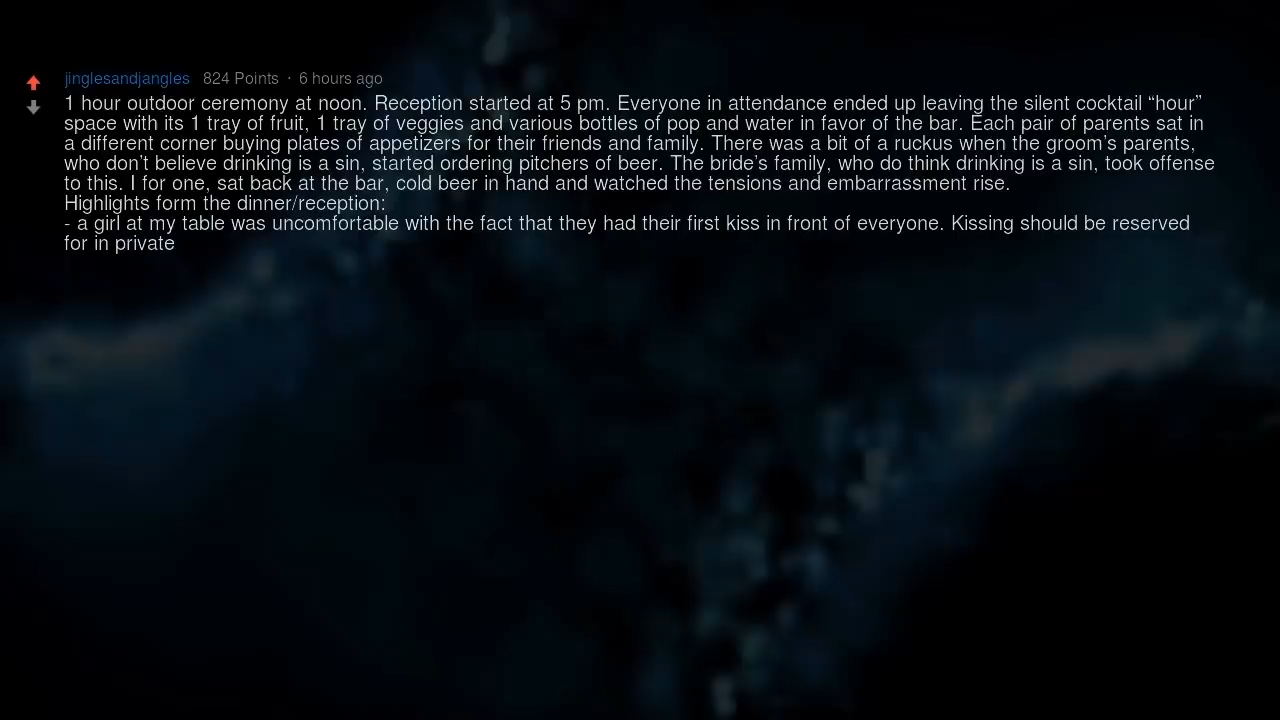 jinglesandjangles 824 Points · 6 hours ago
1 hour outdoor ceremony at noon. Reception started at 5 pm. Everyone in attendance ended up leaving the silent cocktail “hour”
space with its 1 tray of fruit, 1 tray of veggies and various bottles of pop and water in favor of the bar. Each pair of parents sat in
a different corner buying plates of appetizers for their friends and family. There was a bit of a ruckus when the groom’s parents,
who don’t believe drinking is a sin, started ordering pitchers of beer. The bride’s family, who do think drinking is a sin, took offense
to this. I for one, sat back at the bar, cold beer in hand and watched the tensions and embarrassment rise.
Highlights form the dinner/reception:
- a girl at my table was uncomfortable with the fact that they had their first kiss in front of everyone. Kissing should be reserved
for in private